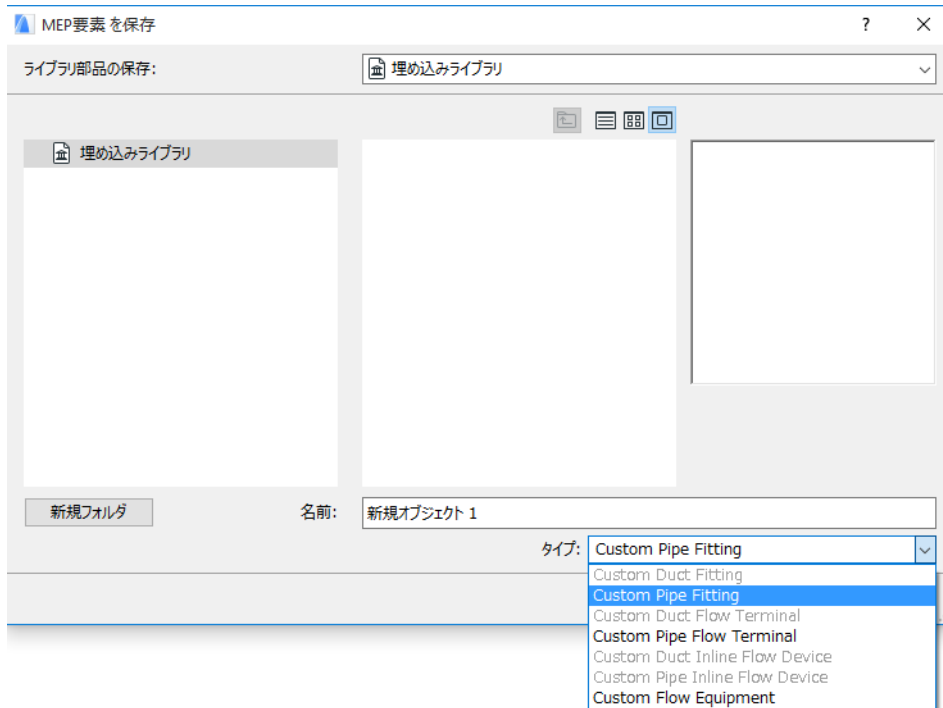 MEP要素 を保存
ライブラリ部品の保存:
埋め込みライブラリ
埋め込みライブラリ
新規フォルダ
名前:
新規オブジェクト 1
タイプ:
Custom Pipe Fitting
Custom Duct Fitting
Custom Pipe Fitting
Custom Duct Flow Terminal
Custom Pipe Flow Terminal
Custom Duct Inline Flow Device
Custom Pipe Inline Flow Device
Custom Flow Equipment